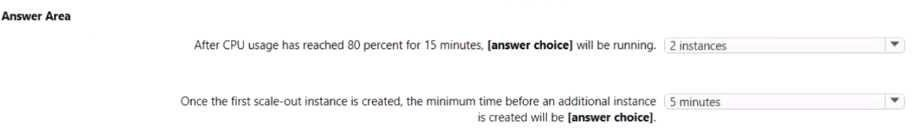 Answer Area
After CPU usage has reached 80 percent for 15 minutes, [answer choice] will be running. 2 instances
Once the first scale-out instance is created, the minimum time before an additional instance 5 minutes
is created will be [answer choice].